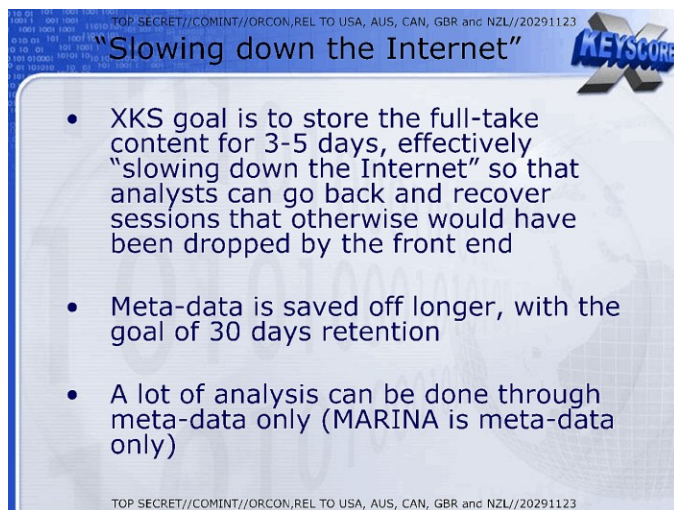 TOP SECRET//COMINT//ORCON,REL TO USA, AUS, CAN, GBR and NZL//20291123
“Slowing down the Internet”
KEYSCORE
X
• XKS goal is to store the full-take
content for 3-5 days, effectively
“slowing down the Internet” so that
analysts can go back and recover
sessions that otherwise would have
been dropped by the front end
• Meta-data is saved off longer, with the
goal of 30 days retention
• A lot of analysis can be done through
meta-data only (MARINA is meta-data
only)
TOP SECRET//COMINT//ORCON,REL TO USA, AUS, CAN, GBR and NZL//20291123